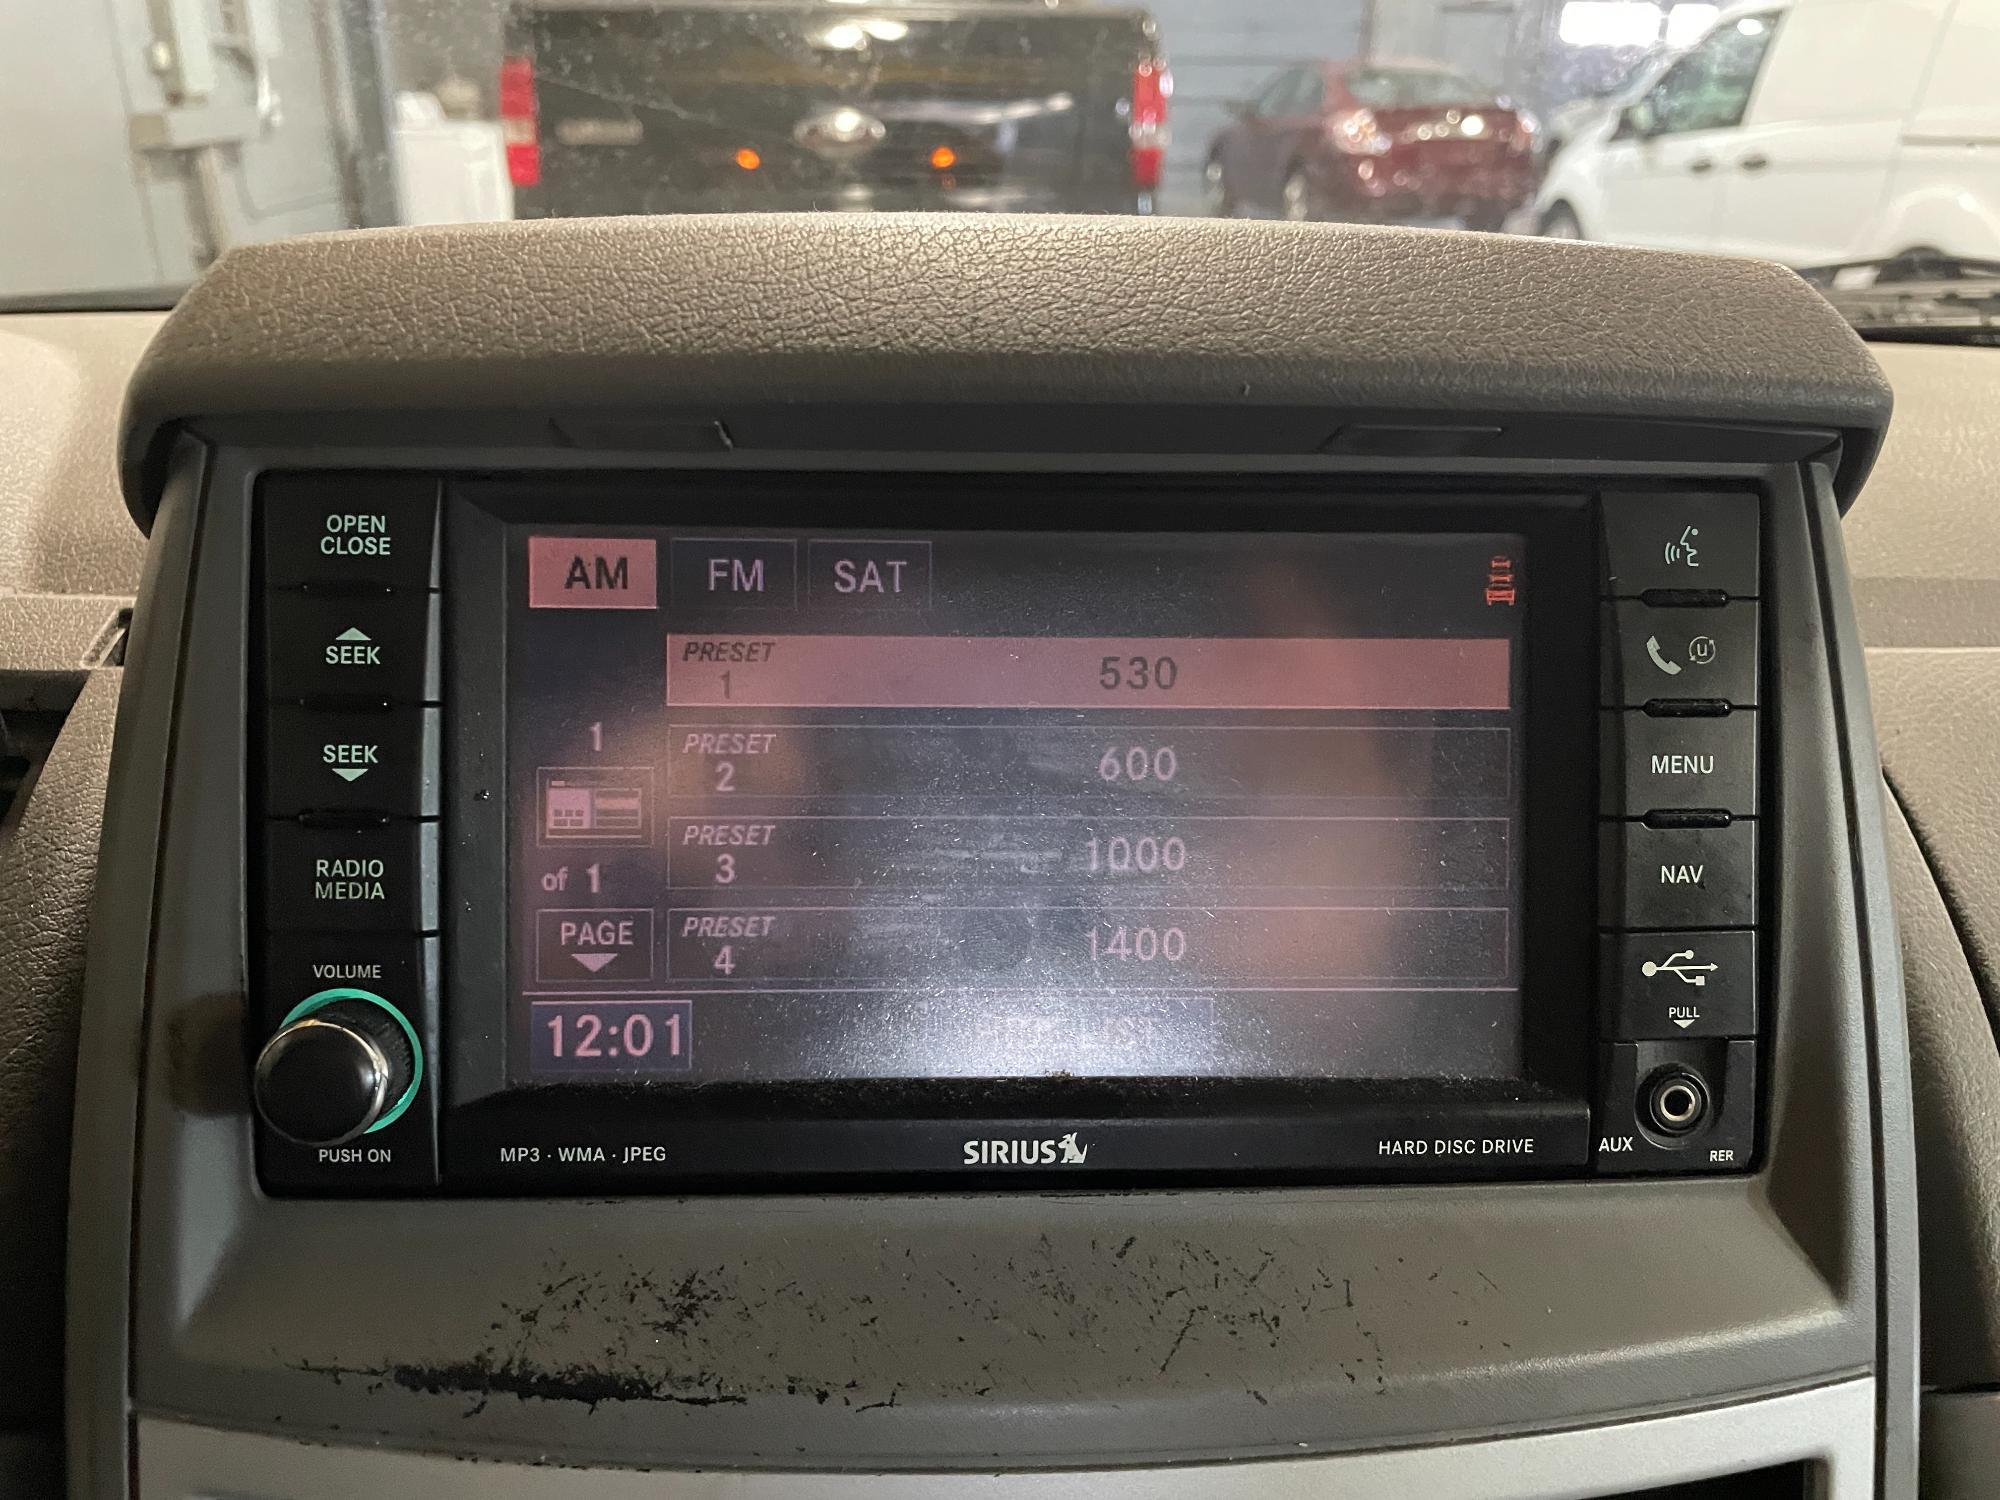 OPEN
CLOSE
SEEK
SEEK
RADIO
MEDIA
VOLUME
PUSH ON
AM
FM
SAT
PRESET
1
530
1
PRESET
2
600
PRESET
3
1000
of 1
PRESET
4
1400
PAGE
12:01
MP3 · WMA · JPEG
SIRIUS
HARD DISC DRIVE
u
MENU
NAV
PULL
AUX
RER